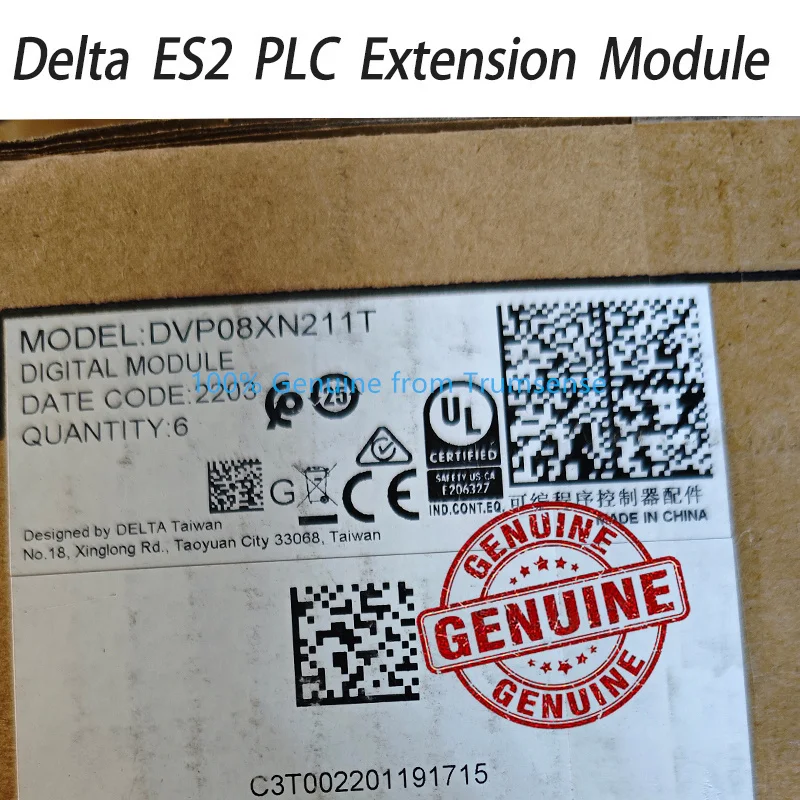 Delta ES2 PLC Extension Module
MODEL:DVP08XN211T
DIGITAL MODULE
100% Genuine from Trumsense
DATE CODE:2203
25
QUANTITY:6
UL
CERTIFIED
SAFETY US CA
E206327
IND.CONT.EQ.
G
CE
可编程序控制器配件
MADE IN CHINA
Designed by DELTA Taiwan
No.18, Xinglong Rd., Taoyuan City 33068, Taiwan
GENUINE
GENUINE
GENUINE
C3T002201191715